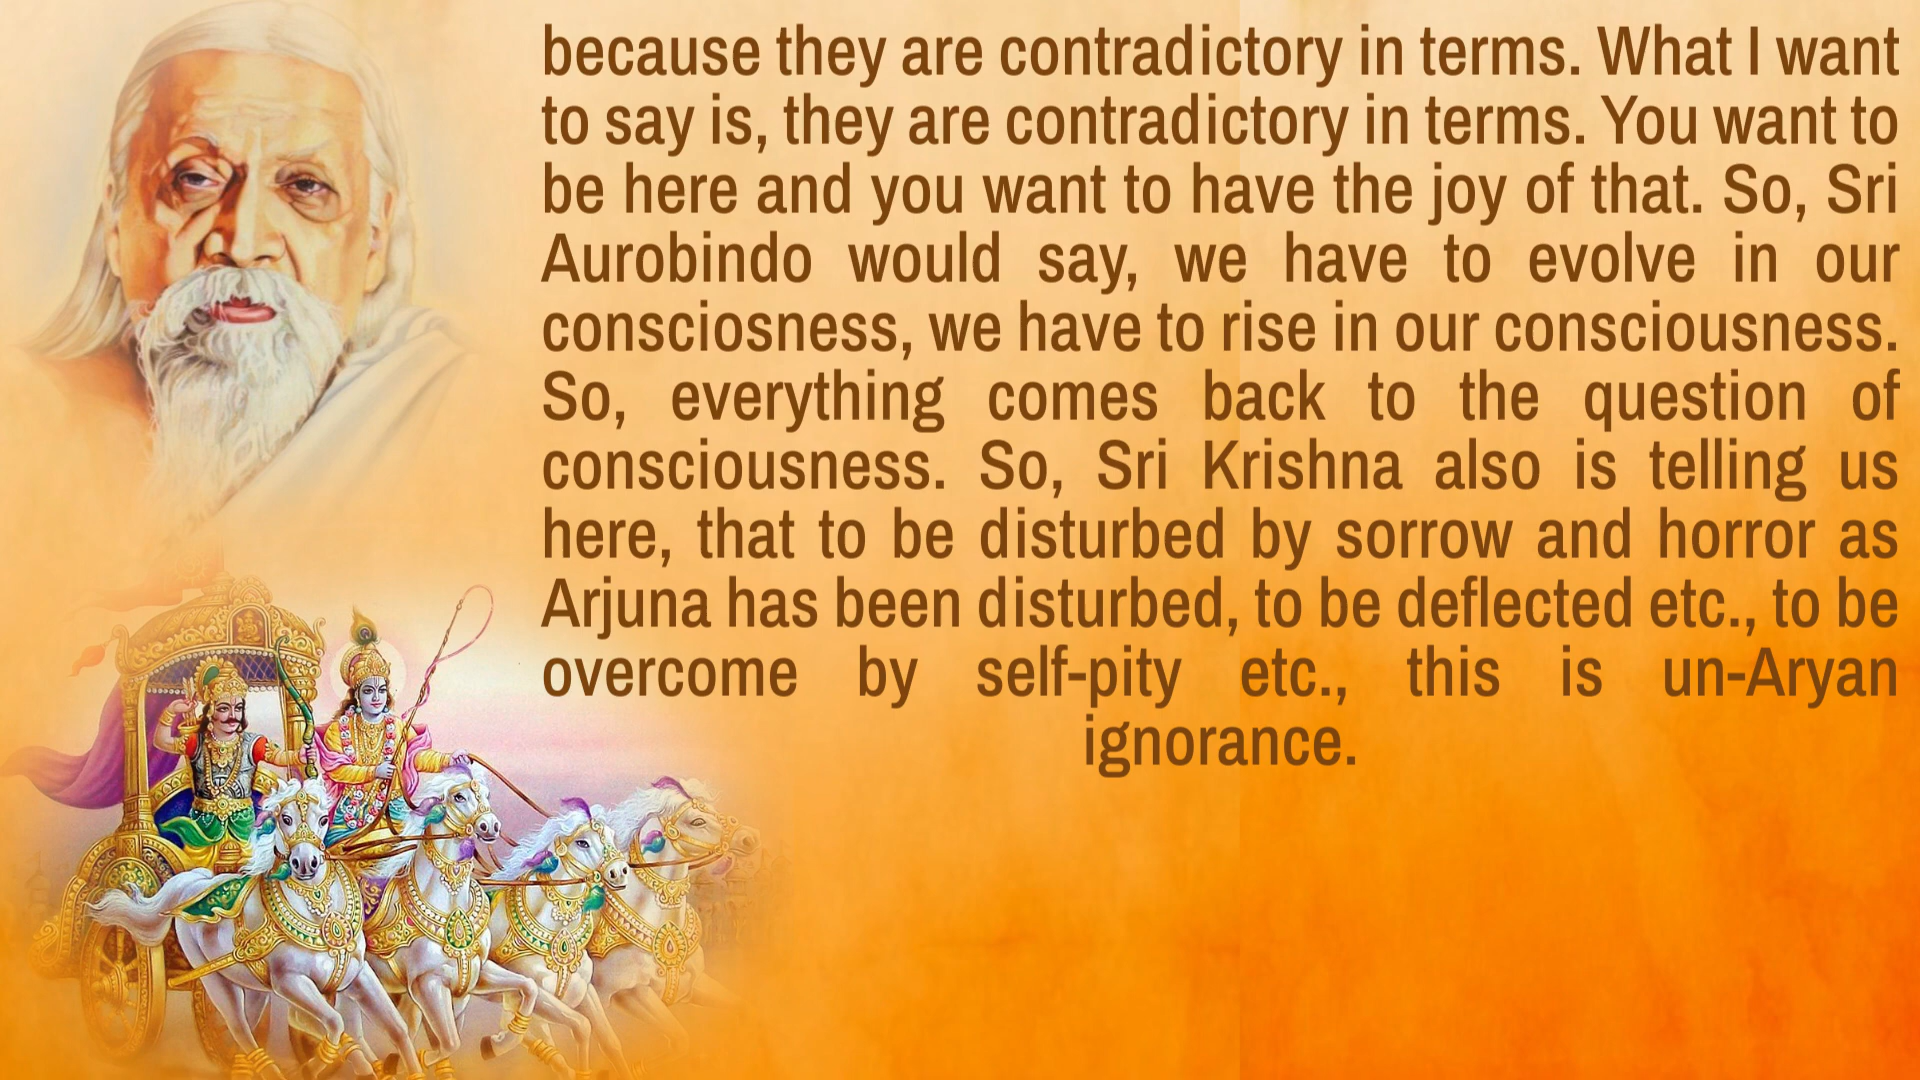 because they are contradictory in terms. What I want
to say is, they are contradictory in terms. You want to
be here and you want to have the joy of that. So, Sri
Aurobindo would say, we have to evolve in our
consciosness, we have to rise in our consciousness.
So, everything comes back to the question of
consciousness. So, Sri Krishna also is telling us
here, that to be disturbed by sorrow and horror as
Arjuna has been disturbed, to be deflected etc., to be
overcome by self-pity etc., this is un-Aryan
ignorance.